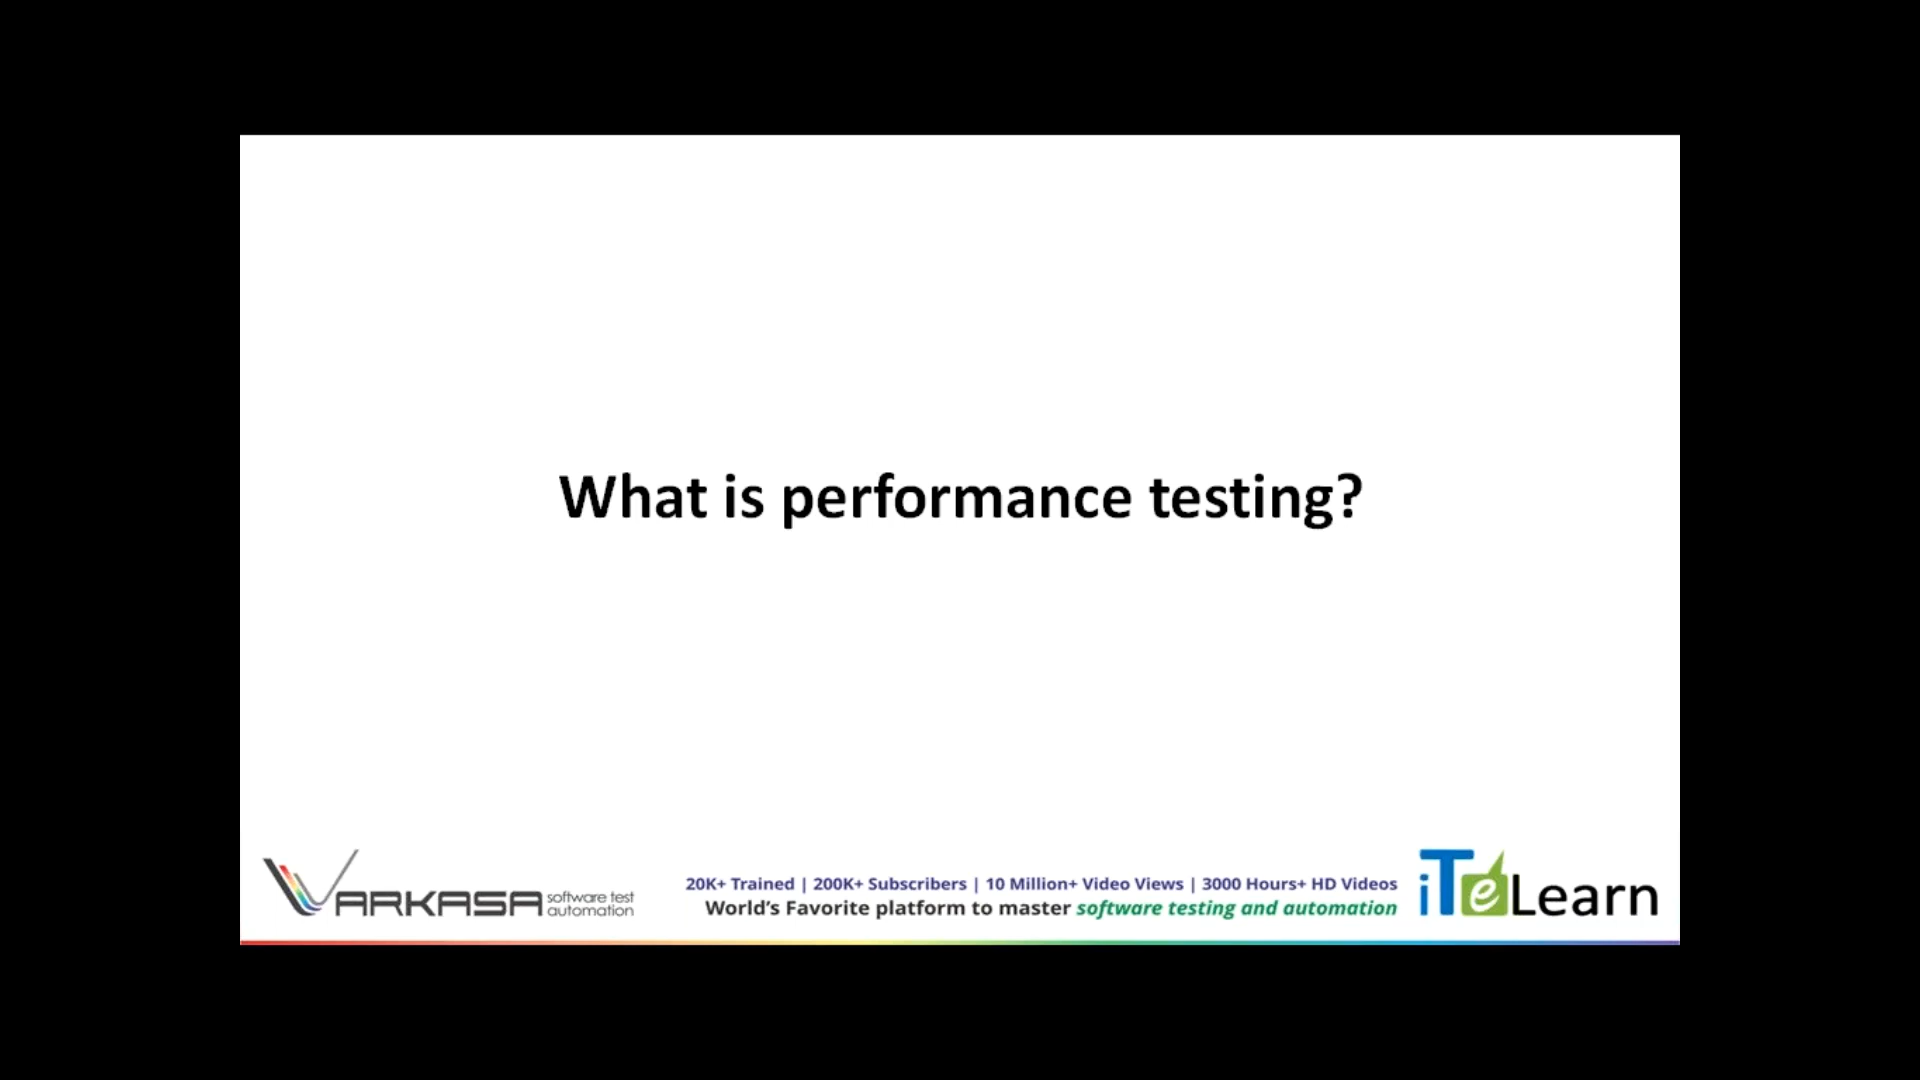 What is performance testing?
VARKASA software test automation
20K+ Trained | 200K+ Subscribers | 10 Million+ Video Views | 3000 Hours+ HD Videos
World's Favorite platform to master software testing and automation
iTeLearn